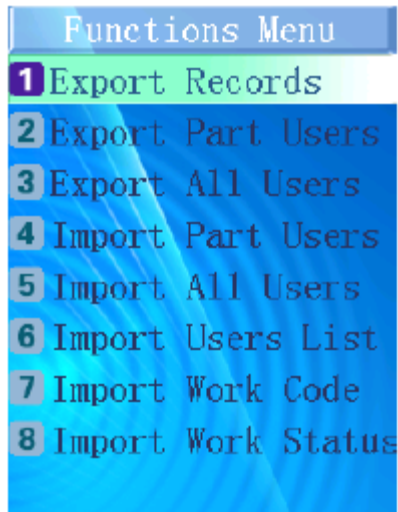 Functions Menu
1 Export Records
2 Export Part Users
3 Export All Users
4 Import Part Users
5 Import All Users
6 Import Users List
7 Import Work Code
8 Import Work Status